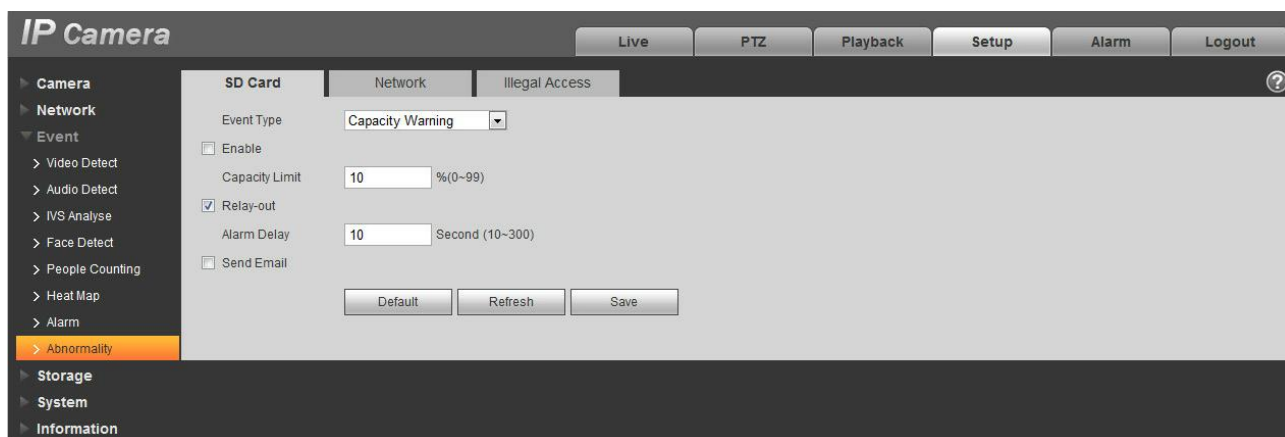 IP Camera
Live
PTZ
Playback
Setup
Alarm
Logout
Camera
Network
Event
Video Detect
Audio Detect
IVS Analyse
Face Detect
People Counting
Heat Map
Alarm
Abnormality
Storage
System
Information
SD Card
Network
Illegal Access
?
Event Type Capacity Warning
Enable
Capacity Limit 10 %(0~99)
Relay-out
Alarm Delay 10 Second (10~300)
Send Email
Default Refresh Save